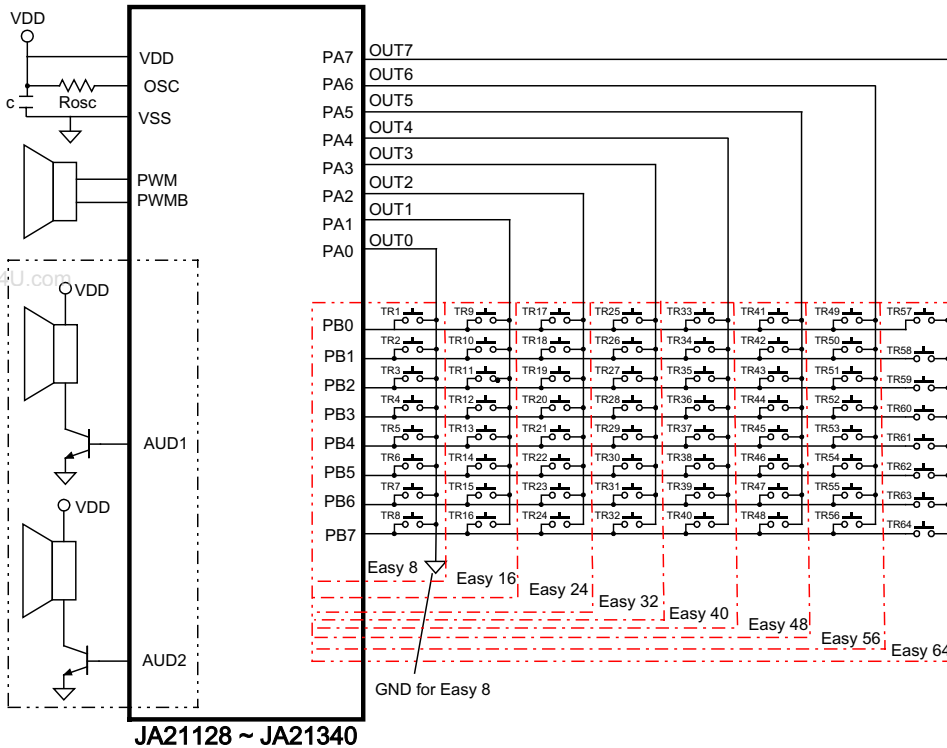 VDD
VDD
OSC
VSS
C
Rosc
PWM
PWMB
4U.com
VDD
AUD1
VDD
AUD2
PA7 OUT7
PA6 OUT6
PA5 OUT5
PA4 OUT4
PA3 OUT3
PA2 OUT2
PA1 OUT1
PA0 OUT0
PB0 TR1 TR9 TR17 TR25 TR33 TR41 TR49 TR57
PB1 TR2 TR10 TR18 TR26 TR34 TR42 TR50 TR58
PB2 TR3 TR11 TR19 TR27 TR35 TR43 TR51 TR59
PB3 TR4 TR12 TR20 TR28 TR36 TR44 TR52 TR60
PB4 TR5 TR13 TR21 TR29 TR37 TR45 TR53 TR61
PB5 TR6 TR14 TR22 TR30 TR38 TR46 TR54 TR62
PB6 TR7 TR15 TR23 TR31 TR39 TR47 TR55 TR63
PB7 TR8 TR16 TR24 TR32 TR40 TR48 TR56 TR64
Easy 8
Easy 16
Easy 24
Easy 32
Easy 40
Easy 48
Easy 56
Easy 64
GND for Easy 8
JA21128 ~ JA21340